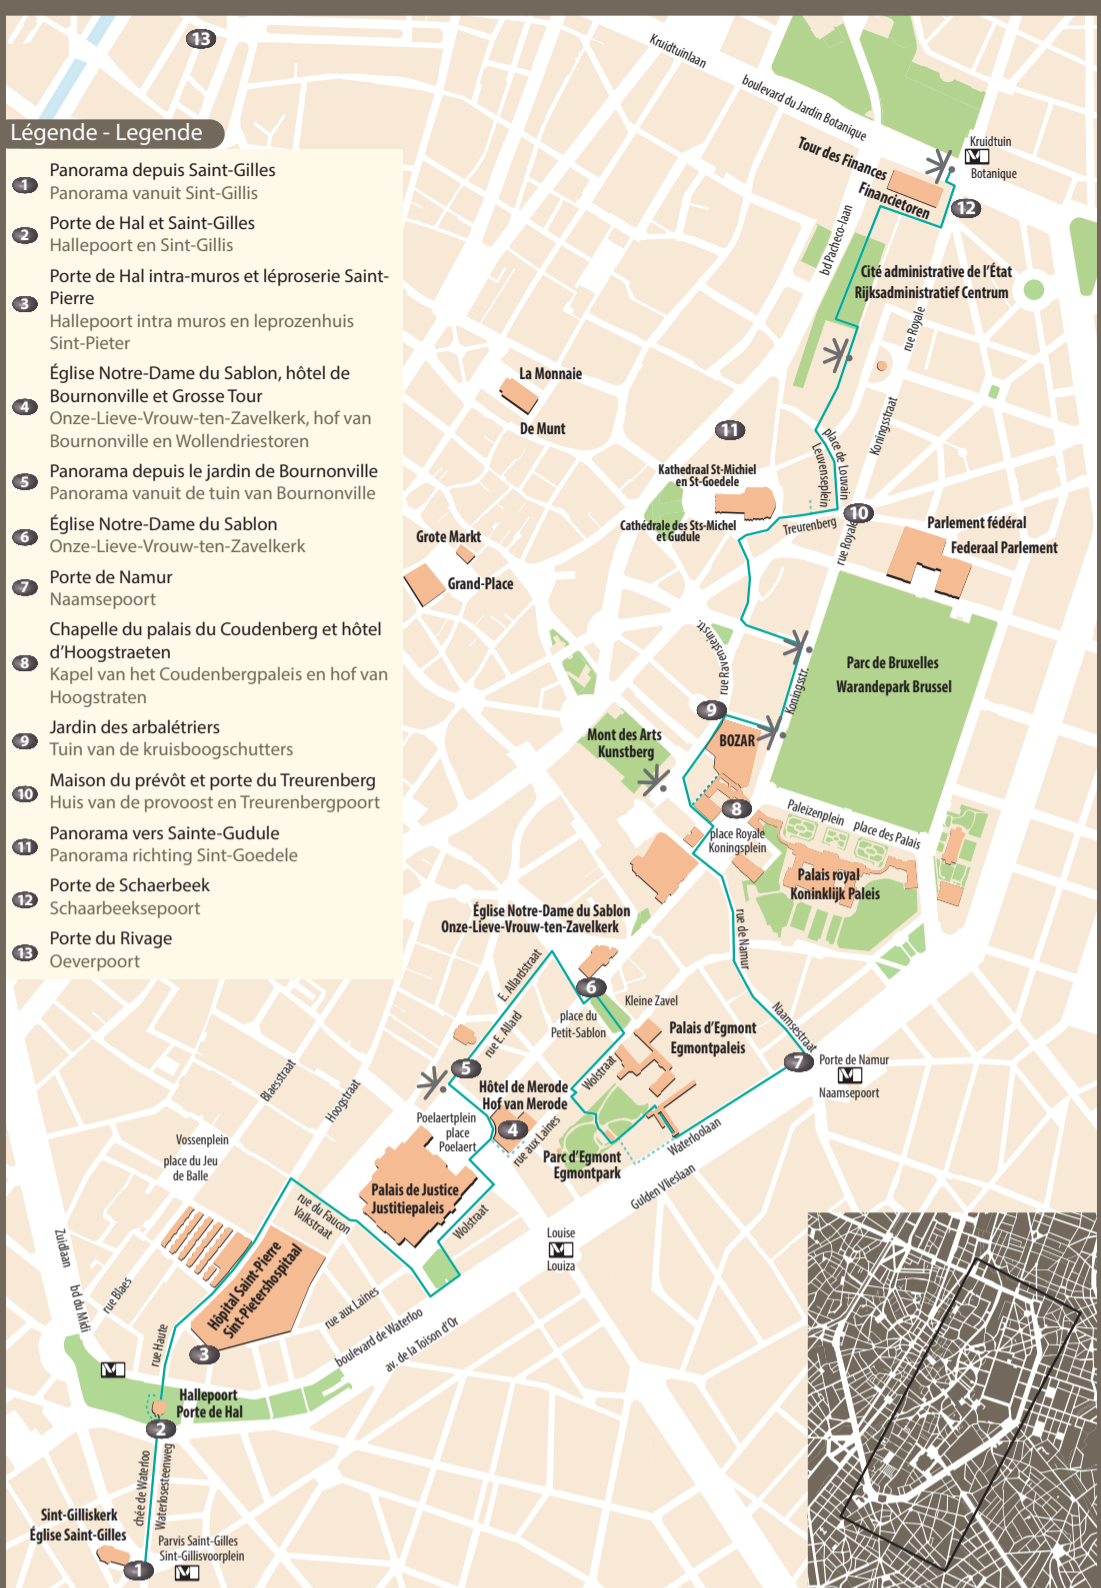 13
Légende - Legende
1
Panorama depuis Saint-Gilles
Panorama vanuit Sint-Gillis
2
Porte de Hal et Saint-Gilles
Hallepoort en Sint-Gillis
3
Porte de Hal intra-muros et léproserie Saint-
Pierre
Hallepoort intra muros en leprozenhuis
Sint-Pieter
4
Église Notre-Dame du Sablon, hôtel de
Bournonville et Grosse Tour
Onze-Lieve-Vrouw-ten-Zavelkerk, hof van
Bournonville en Wollendriestoren
5
Panorama depuis le jardin de Bournonville
Panorama vanuit de tuin van Bournonville
6
Église Notre-Dame du Sablon
Onze-Lieve-Vrouw-ten-Zavelkerk
7
Porte de Namur
Naamsepoort
8
Chapelle du palais du Coudenberg et hôtel
d'Hoogstraeten
Kapel van het Coudenbergpaleis en hof van
Hoogstraten
9
Jardin des arbalétriers
Tuin van de kruisboogschutters
10
Maison du prévôt et porte du Treurenberg
Huis van de provoost en Treurenbergpoort
11
Panorama vers Sainte-Gudule
Panorama richting Sint-Goedele
12
Porte de Schaerbeek
Schaarbeeksepoort
13
Porte du Rivage
Oeverpoort
Kruidtuinlaan
boulevard du Jardin Botanique
Kruidtuin
M
Botanique
Tour des Finances
Financietoren
12
bd Pacheco-laan
Cité administrative de l'État
Rijksadministratief Centrum
rue Royale
Koningsstraat
La Monnaie
De Munt
11
place de Louvain
Leuvenseplein
Kathedraal St-Michiel
en St-Goedele
Cathédrale des Sts-Michel
et Gudule
Treurenberg
10
rue Royale
Parlement fédéral
Federaal Parlement
Grote Markt
Grand-Place
rue Ravensteinstr.
Koningsstr.
Parc de Bruxelles
Warandepark Brussel
9
BOZAR
Mont des Arts
Kunstberg
8
place Royale
Koningsplein
Paleizenplein place des Palais
Palais royal
Koninklijk Paleis
Église Notre-Dame du Sablon
Onze-Lieve-Vrouw-ten-Zavelkerk
rue de Namur
Naamsestraat
E. Allardstraat
rue E. Allard
6
Kleine Zavel
place du
Petit-Sablon
Palais d'Egmont
Egmontpaleis
7
Porte de Namur
M
Naamsepoort
5
Wolstraat
Hôtel de Merode
Hof van Merode
4
rue aux Laines
Poelaertplein
place
Poelaert
Parc d'Egmont
Egmontpark
Waterloolaan
Gulden Vlieslaan
Blaesstraat
Hoogstraat
Vossenplein
place du Jeu
de Balle
Palais de Justice
Justitiepaleis
Wolstraat
rue du Faucon
Valkstraat
Louise
M
Louiza
Zuidlaan
bd du Midi
rue Blaes
Hôpital Saint-Pierre
Sint-Pietershospitaal
rue aux Laines
boulevard de Waterloo
av. de la Toison d'Or
rue Haute
3
M
Hallepoort
Porte de Hal
2
chée de Waterloo
Waterlosesteenweg
Sint-Gilliskerk
Église Saint-Gilles
Parvis Saint-Gilles
Sint-Gillisvoorplein
1
M